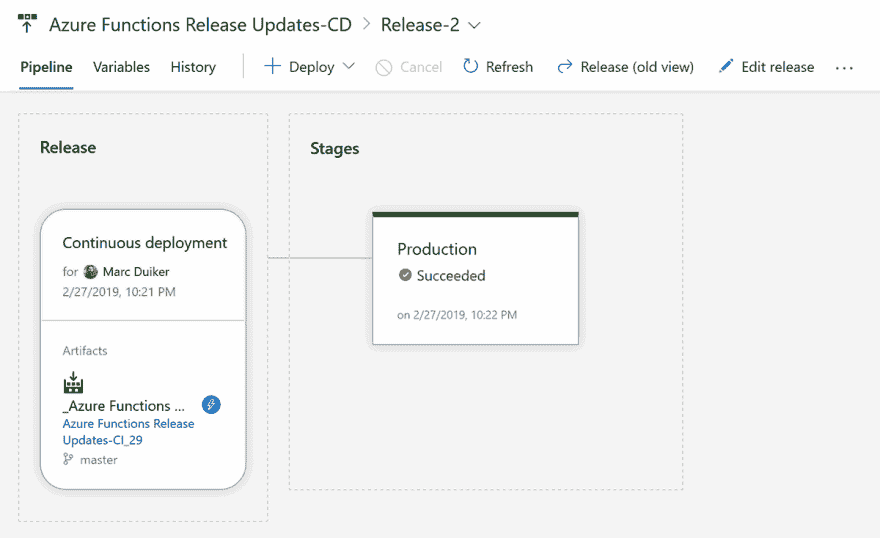 Azure Functions Release Updates-CD > Release-2
Pipeline Variables History + Deploy Cancel Refresh Release (old view) Edit release ...
Release
Stages
Continuous deployment
for Marc Duiker
2/27/2019, 10:21 PM
Production
Succeeded
on 2/27/2019, 10:22 PM
Artifacts
_Azure Functions ...
Azure Functions Release
Updates-CI_29
master